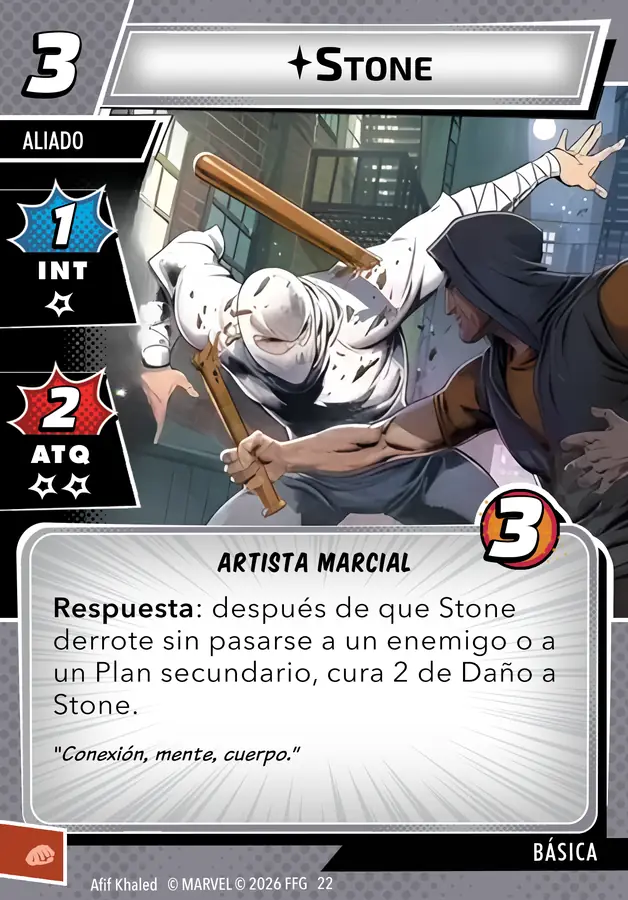 3
STONE
ALIADO
1
INT
2
ATQ
3
ARTISTA MARCIAL
Respuesta: después de que Stone
derrote sin pasarse a un enemigo o a
un Plan secundario, cura 2 de Daño a
Stone.
"Conexión, mente, cuerpo."
BÁSICA
Afif Khaled © MARVEL © 2026 FFG 22